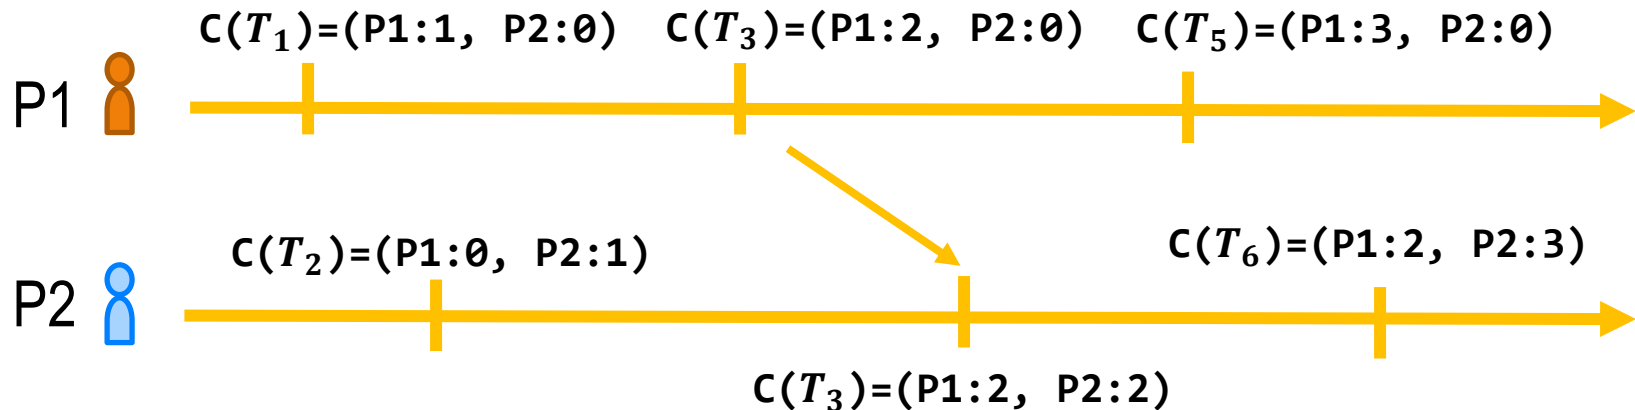 C(T₁)=(P1:1, P2:0) C(T₃)=(P1:2, P2:0) C(T₅)=(P1:3, P2:0)
P1
C(T₂)=(P1:0, P2:1) C(T₆)=(P1:2, P2:3)
P2
C(T₃)=(P1:2, P2:2)